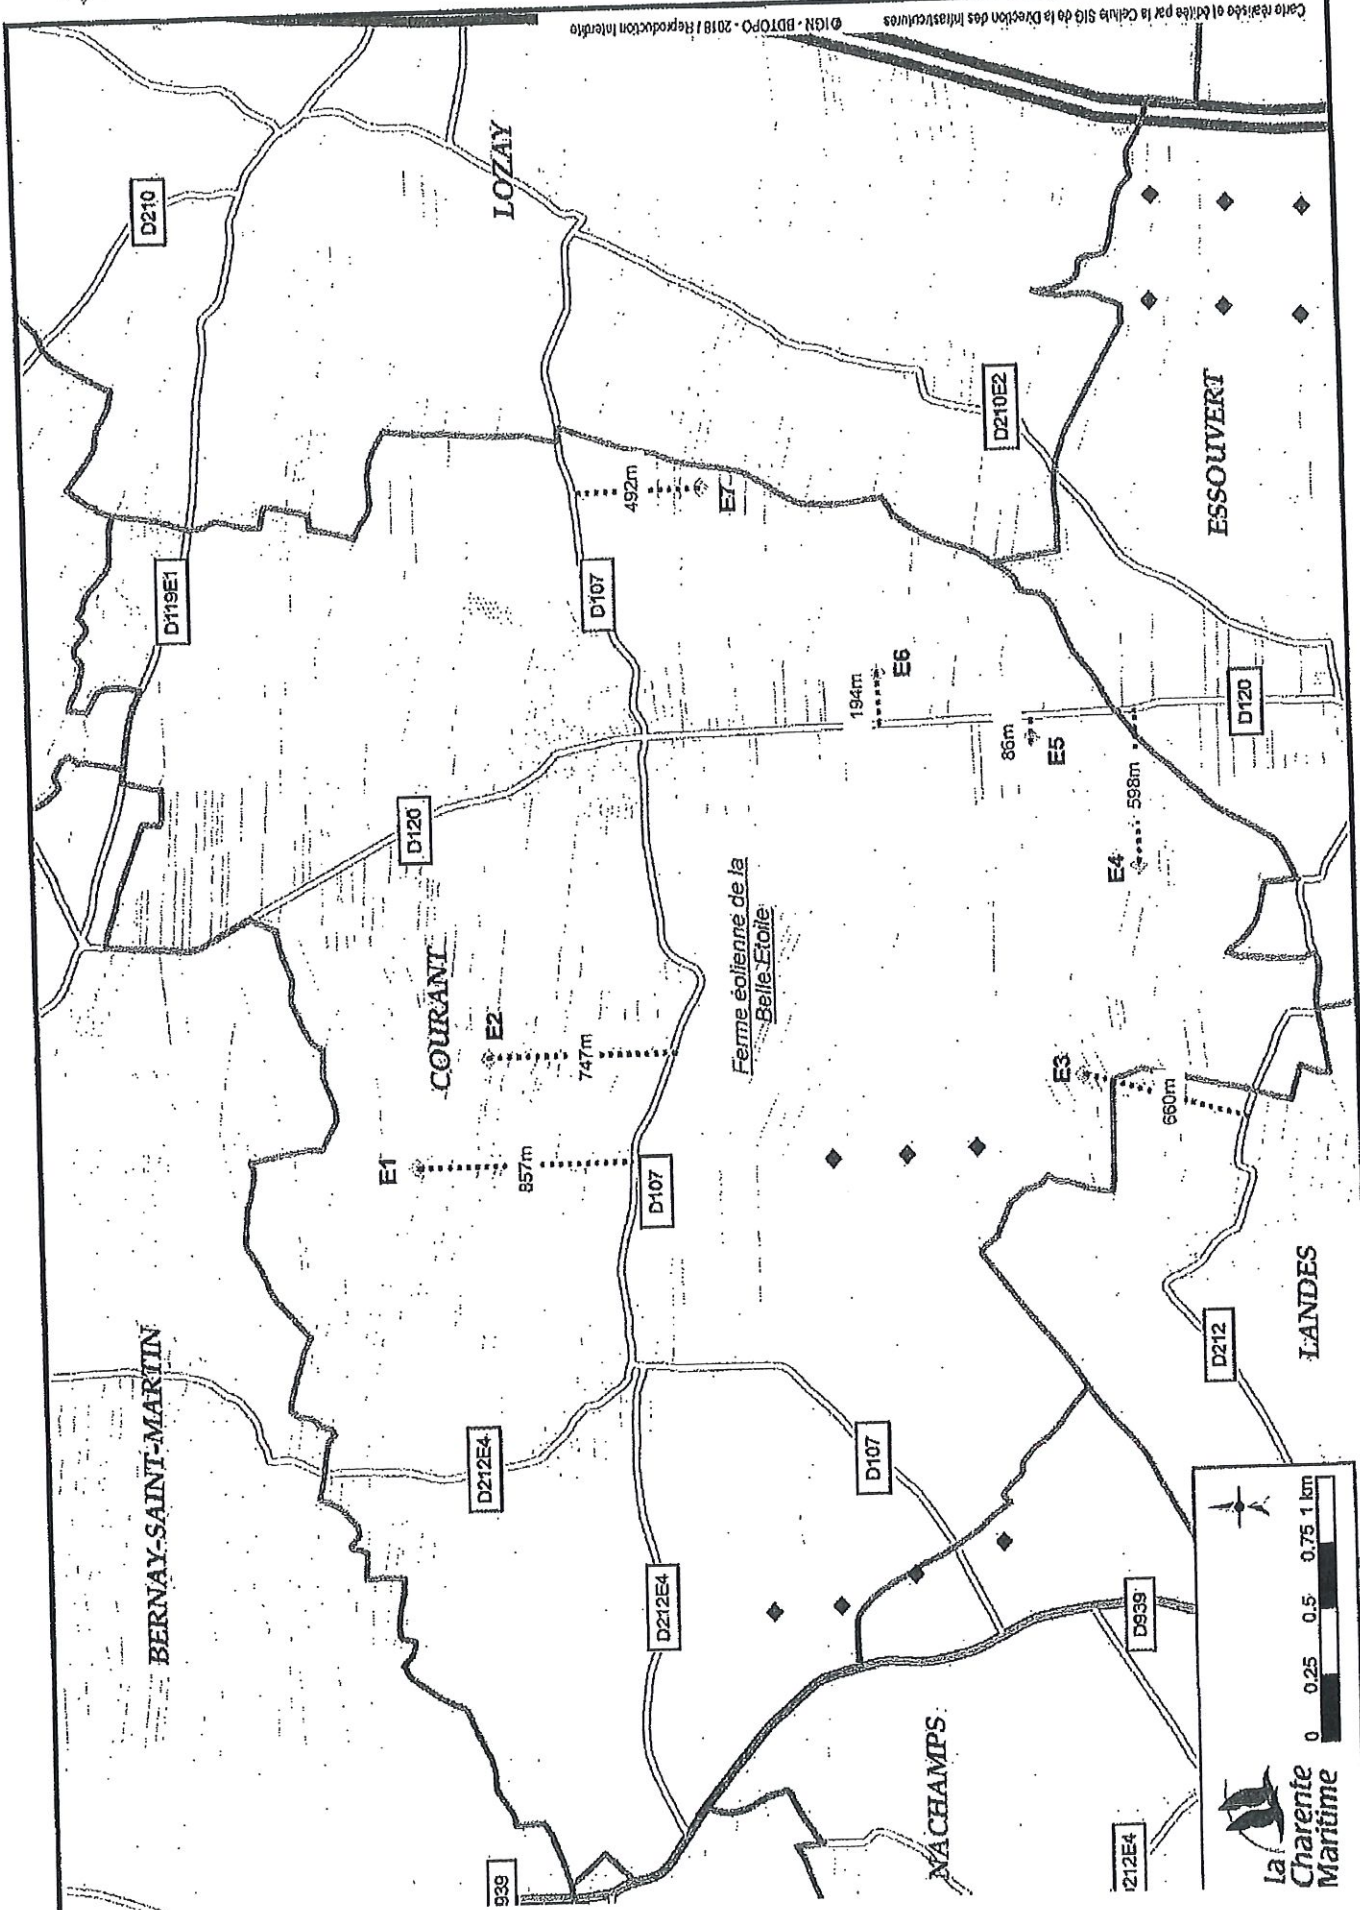 BERNAY-SAINT-MARTIN
D119E1
D210
D120
D212E4
E1
COURANT
E2
LOZAY
857m
747m
492m
D107
D107
939
D212E4
E7
Ferme éolienne de la
Belle Etoile
194m
E6
D107
D210E2
NACHAMPS
86m
E5
E3
E4
598m
D939
660m
ESSOUVERT
D212
D120
LANDES
D212E4
La
Charente
Maritime
0 0.25 0.5 0.75 1 km
© IGN - BDTOPO - 2018 / Reproduction Interdite
Carte réalisée et éditée par la Cellule SIG de la Direction des Infrastructures